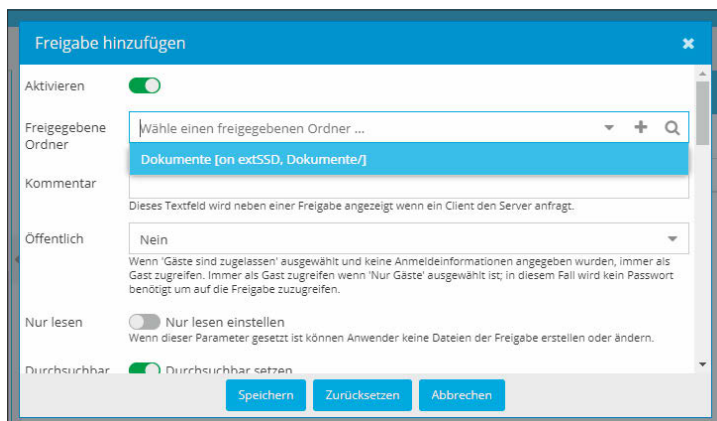 Freigabe hinzufügen
Aktivieren
Freigegebene
Ordner
Wähle einen freigegebenen Ordner ...
Dokumente [on extSSD, Dokumente/]
Kommentar
Dieses Textfeld wird neben einer Freigabe angezeigt wenn ein Client den Server anfragt.
Öffentlich
Nein
Wenn 'Gäste sind zugelassen' ausgewählt und keine Anmeldeinformationen angegeben wurden, immer als
Gast zugreifen. Immer als Gast zugreifen wenn 'Nur Gäste' ausgewählt ist; in diesem Fall wird kein Passwort
benötigt um auf die Freigabe zuzugreifen.
Nur lesen
Nur lesen einstellen
Wenn dieser Parameter gesetzt ist können Anwender keine Dateien der Freigabe erstellen oder ändern.
Durchsuchbar
Durchsuchbar setzen
Speichern
Zurücksetzen
Abbrechen